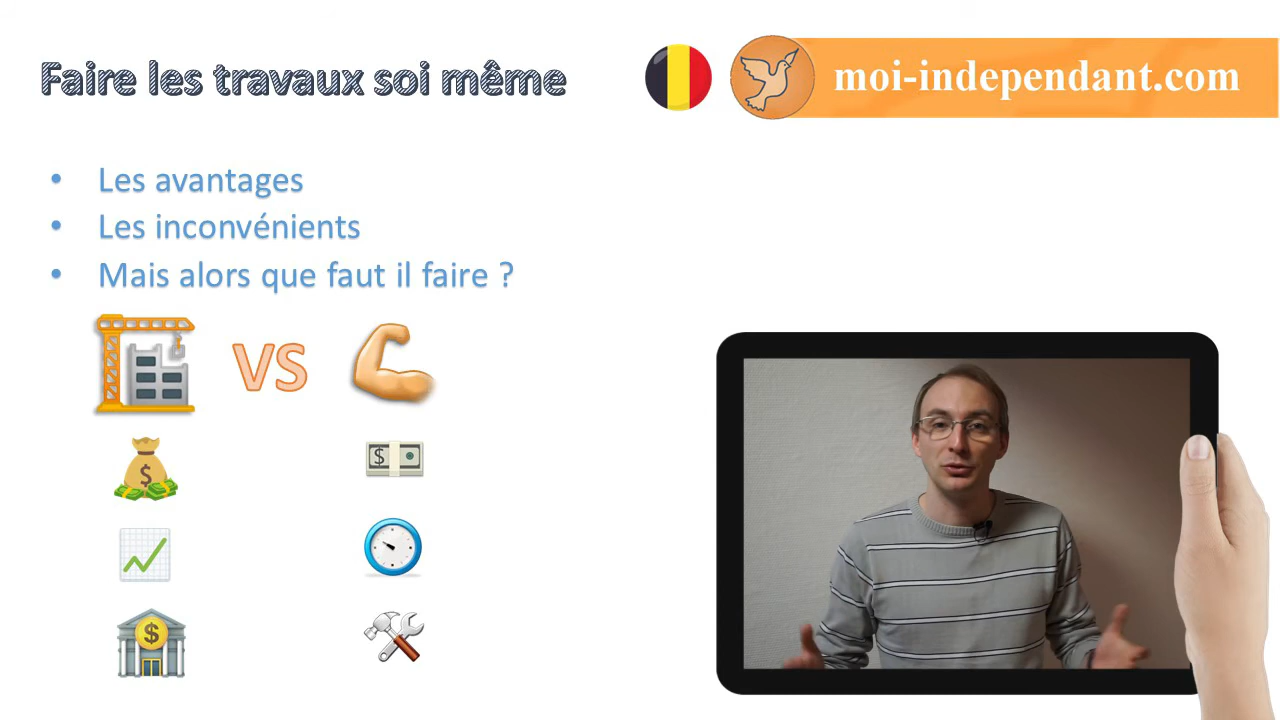 Faire les travaux soi même
moi-independant.com
• Les avantages
• Les inconvénients
• Mais alors que faut il faire ?
VS
$
$
$